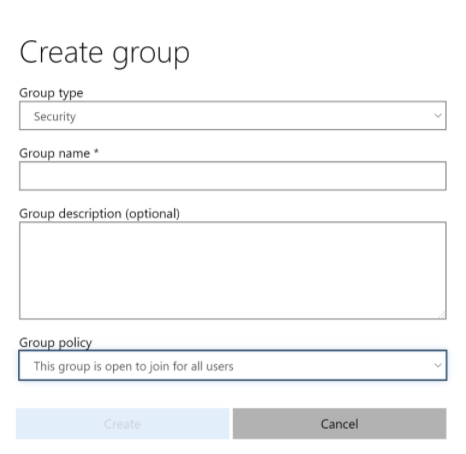 Create group
Group type
Security
Group name *
Group description (optional)
Group policy
This group is open to join for all users
Create
Cancel